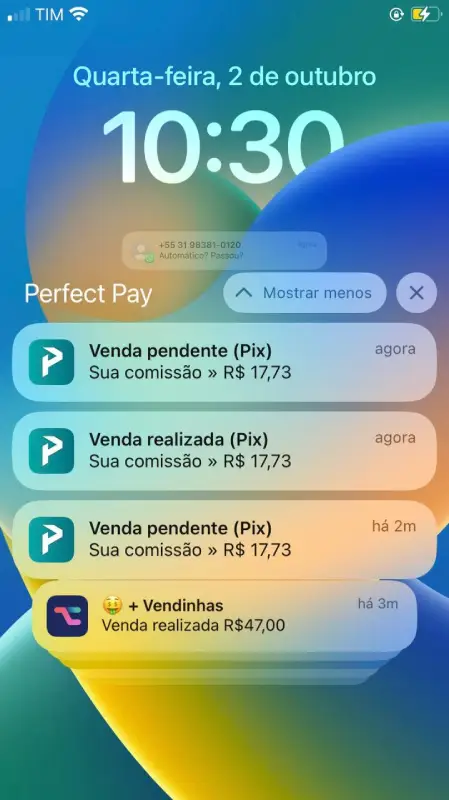 TIM
Quarta-feira, 2 de outubro
10:30
+55 31 98381-0120 agora
Automático? Passou?
Perfect Pay
Mostrar menos
Venda pendente (Pix) agora
Sua comissão » R$ 17,73
Venda realizada (Pix) agora
Sua comissão » R$ 17,73
Venda pendente (Pix) há 2m
Sua comissão » R$ 17,73
🤑 + Vendinhas há 3m
Venda realizada R$47,00